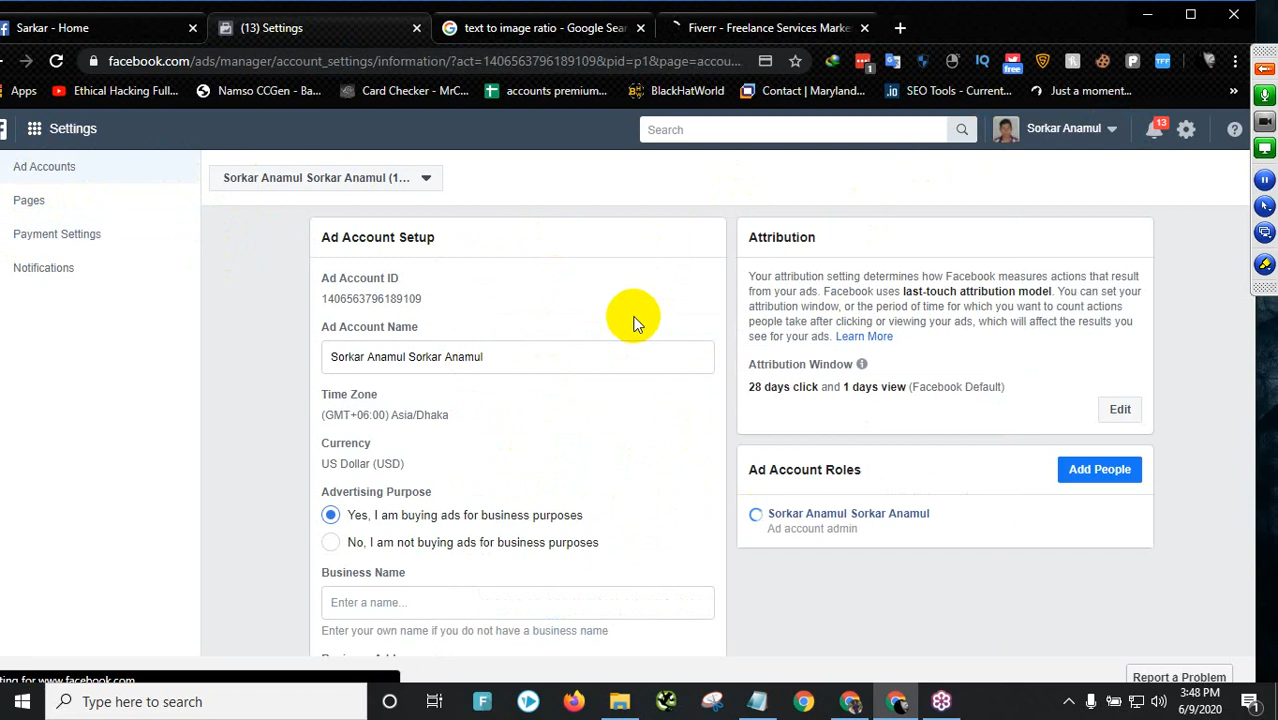 Sarkar - Home
(13) Settings
text to image ratio - Google Sear
Fiverr - Freelance Services Marke
facebook.com/ads/manager/account_settings/information/?act=1406563796189109&pid=p1&page=accou...
1
free
TFF
Apps
Ethical Hacking Full...
Namso CCGen - Ba...
Card Checker - MrC...
accounts premium...
BlackHatWorld
Contact | Maryland...
SEO Tools - Current...
Just a moment...
Settings
Search
Sorkar Anamul
13
Ad Accounts
Pages
Payment Settings
Notifications
Sorkar Anamul Sorkar Anamul (1...
Ad Account Setup
Ad Account ID
1406563796189109
Ad Account Name
Sorkar Anamul Sorkar Anamul
Time Zone
(GMT+06:00) Asia/Dhaka
Currency
US Dollar (USD)
Advertising Purpose
Yes, I am buying ads for business purposes
No, I am not buying ads for business purposes
Business Name
Enter a name...
Enter your own name if you do not have a business name
Attribution
Your attribution setting determines how Facebook measures actions that result
from your ads. Facebook uses last-touch attribution model. You can set your
attribution window, or the period of time for which you want to count actions
people take after clicking or viewing your ads, which will affect the results you
see for your ads. Learn More
Attribution Window
28 days click and 1 days view (Facebook Default)
Edit
Ad Account Roles
Add People
Sorkar Anamul Sorkar Anamul
Ad account admin
Report a Problem
ting for www.facebook.com
Type here to search
3:48 PM
6/9/2020
1